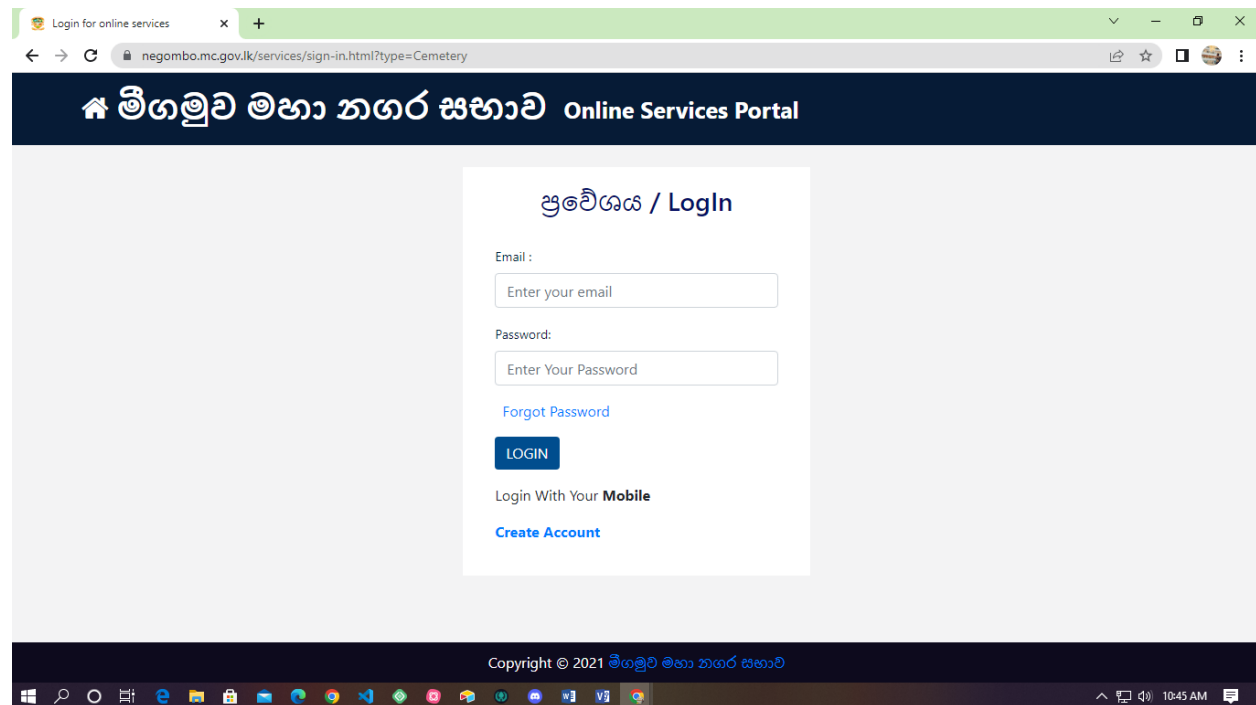 Login for online services
negombo.mc.gov.lk/services/sign-in.html?type=Cemetery
මීගමුව මහා නගර සභාව Online Services Portal
ප්‍රවේශය / LogIn
Email :
Enter your email
Password:
Enter Your Password
Forgot Password
LOGIN
Login With Your Mobile
Create Account
Copyright © 2021 මීගමුව මහා නගර සභාව
10:45 AM